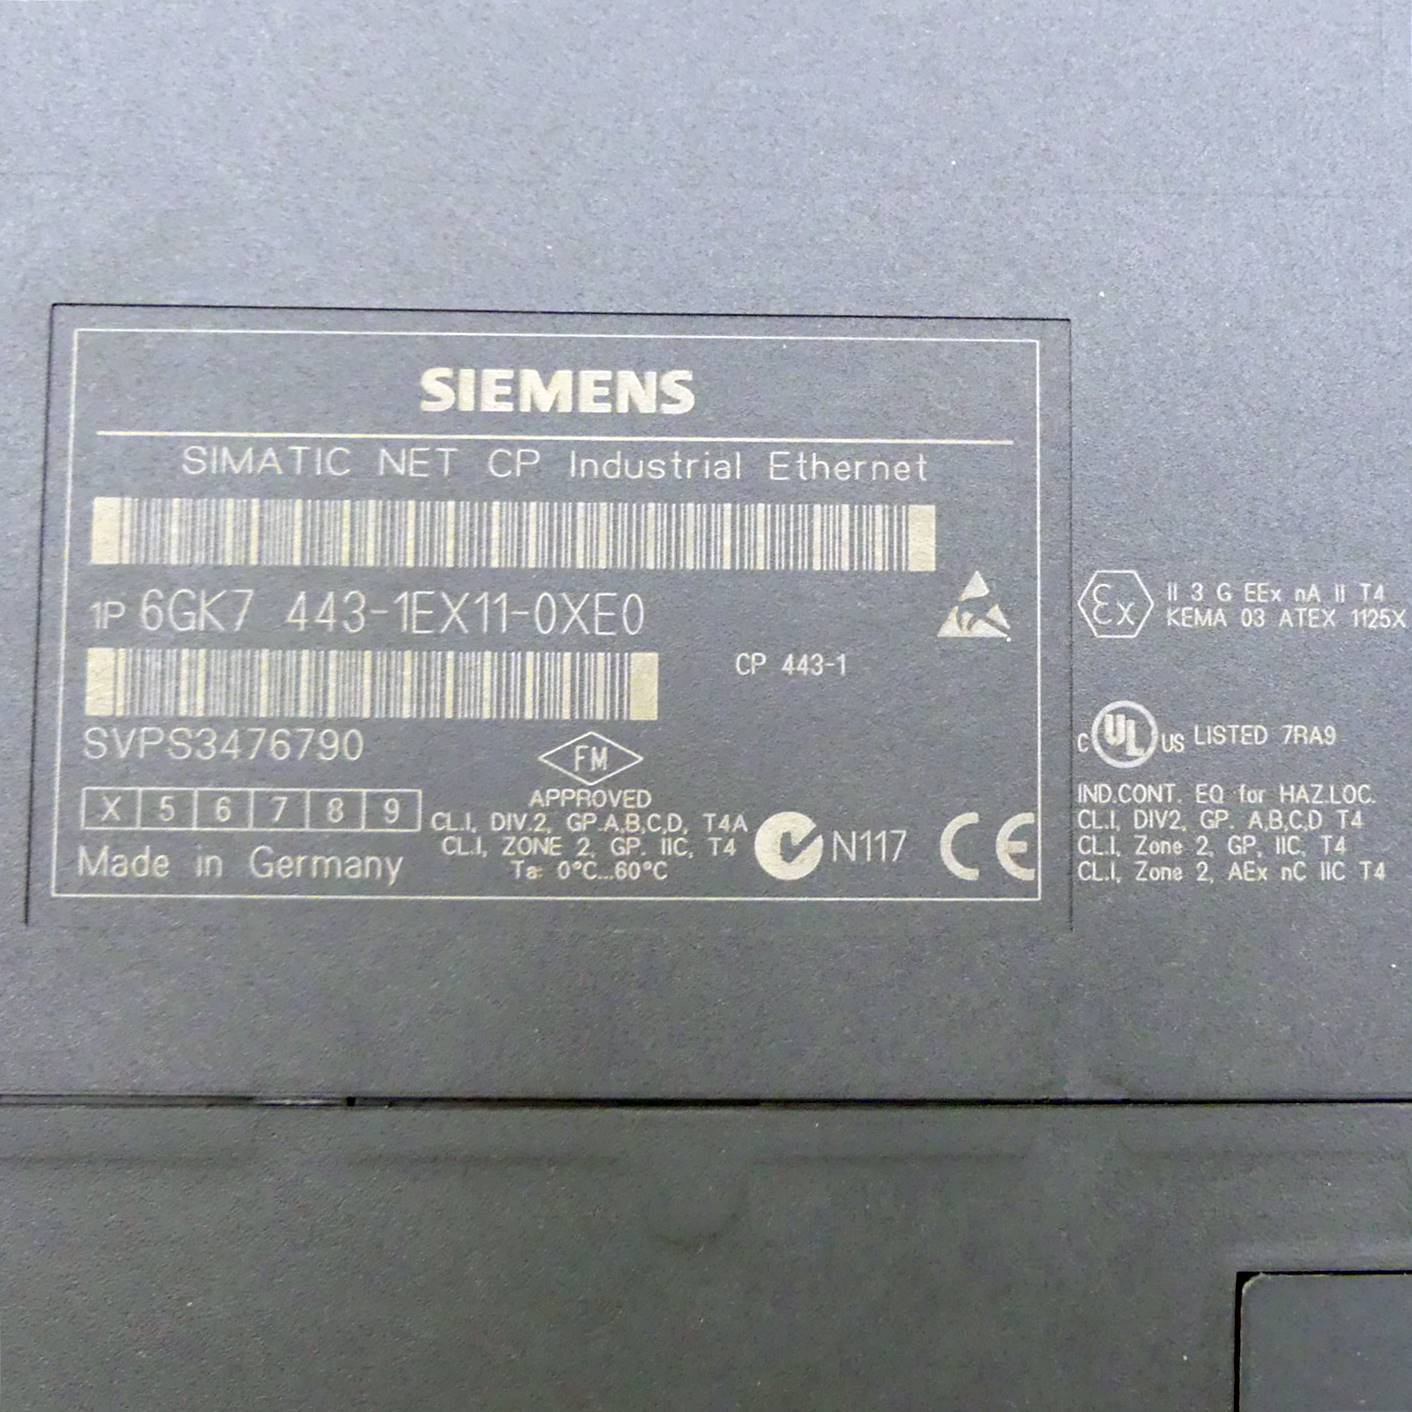 SIEMENS
SIMATIC NET CP Industrial Ethernet
1P 6GK7 443-1EX11-0XE0
CP 443-1
SVPS3476790
X 5 6 7 8 9
Made in Germany
FM
APPROVED
CL.I, DIV.2, GP.A,B,C,D, T4A
CL.I, ZONE 2, GP. IIC, T4
Ta: 0°C...60°C
N117
CE
Ex
II 3 G EEx nA II T4
KEMA 03 ATEX 1125X
C UL US LISTED 7RA9
IND.CONT. EQ for HAZ.LOC.
CL.I, DIV2, GP. A,B,C,D T4
CL.I, Zone 2, GP, IIC, T4
CL.I, Zone 2, AEx nC IIC T4